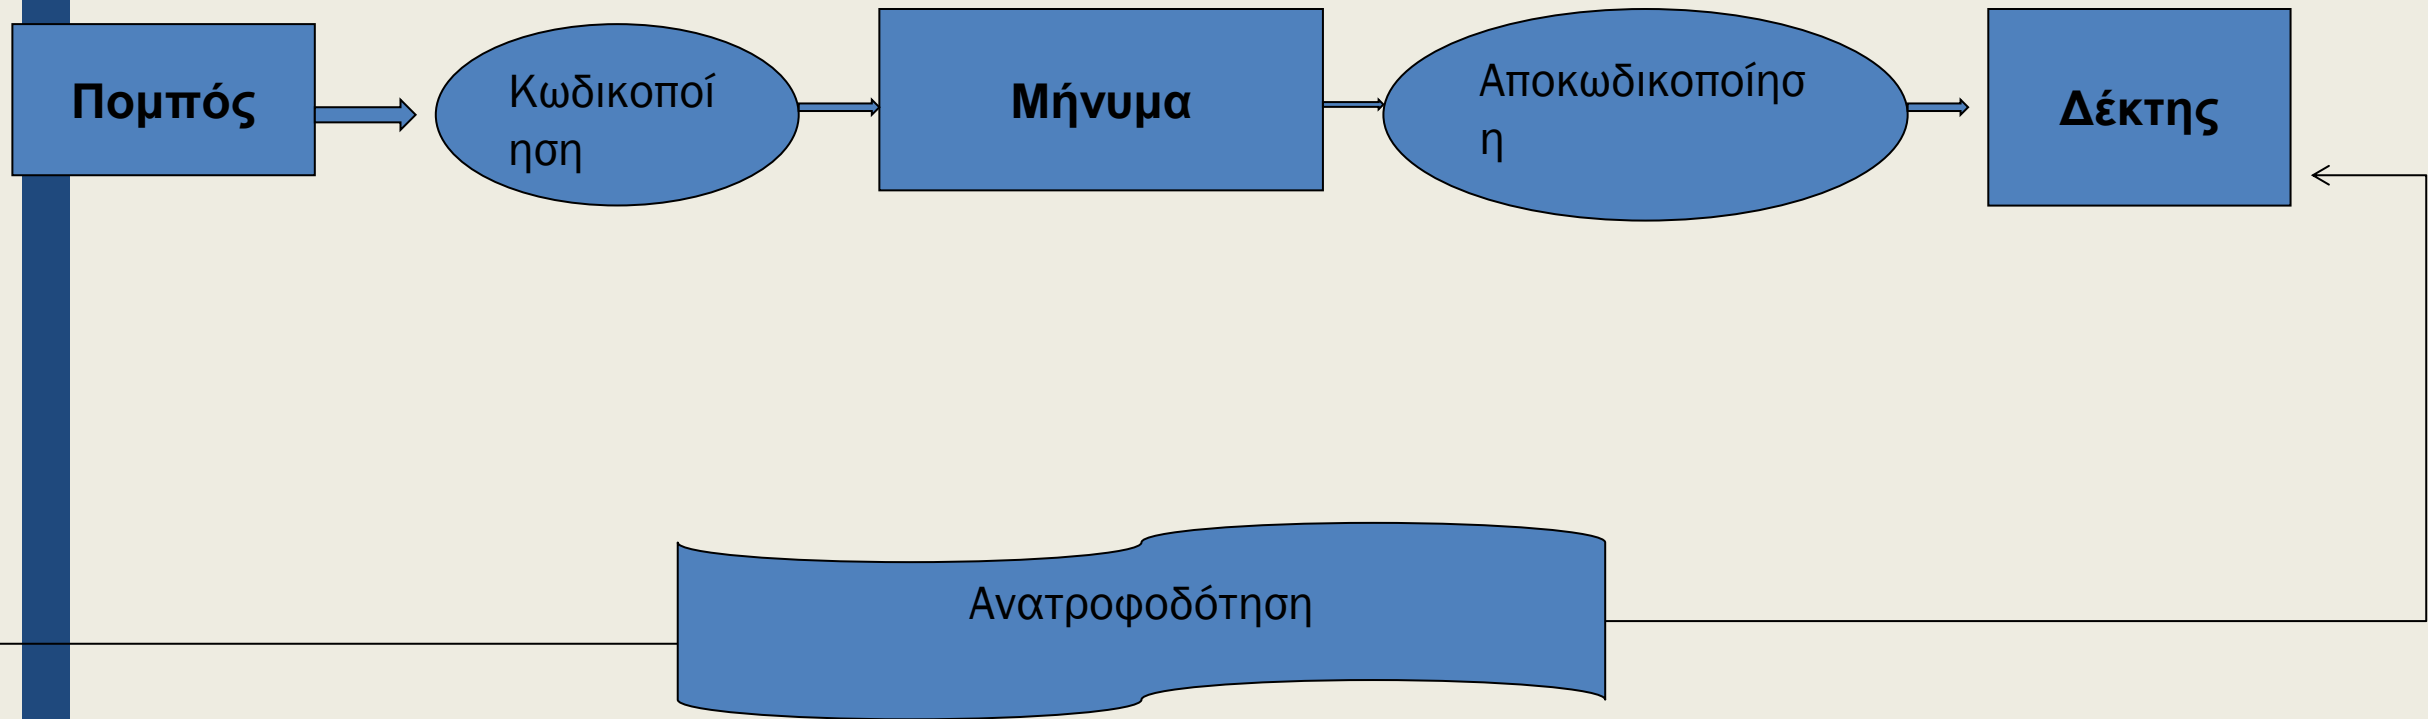 Πομπός
Κωδικοποί
ηση
Μήνυμα
Αποκωδικοποίησ
η
Δέκτης
Ανατροφοδότηση